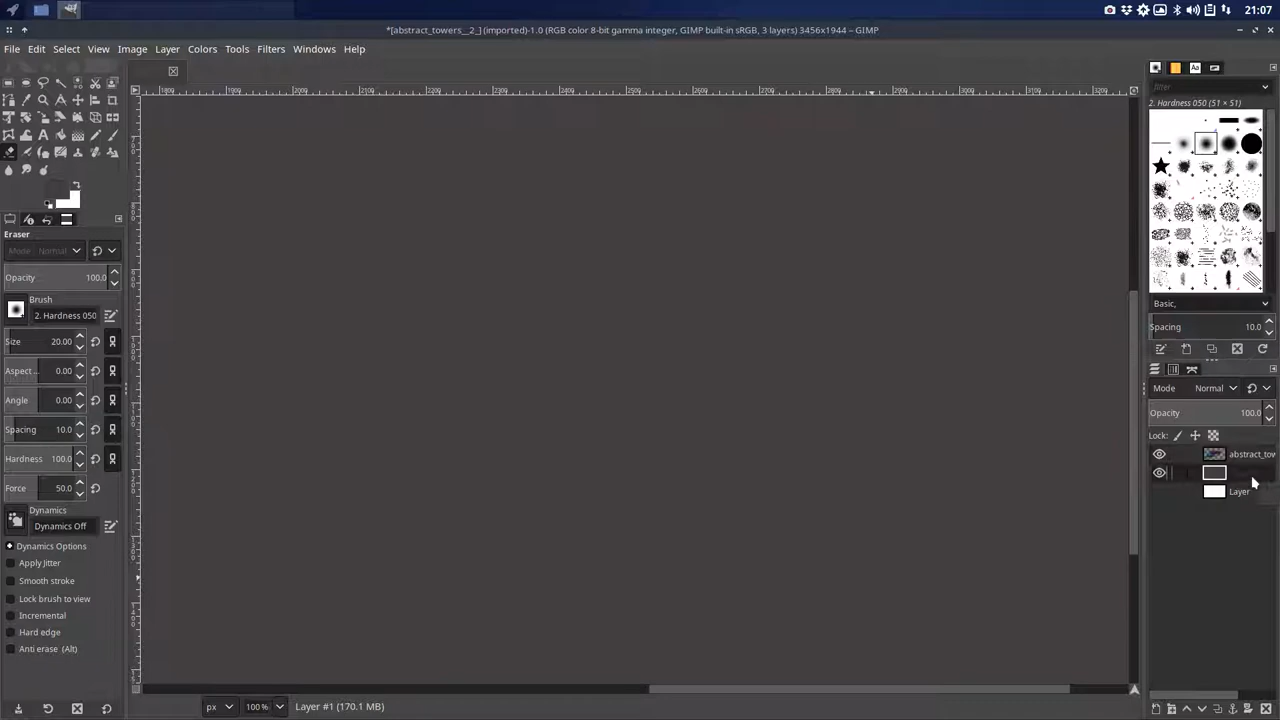 21:07
*[abstract_towers__2_] (imported)-1.0 (RGB color 8-bit gamma integer, GIMP built-in sRGB, 3 layers) 3456x1944 – GIMP
File Edit Select View Image Layer Colors Tools Filters Windows Help
filter
2. Hardness 050 (51 × 51)
Eraser
Mode Normal
Opacity 100.0
Brush
2. Hardness 050
Size 20.00
Aspect... 0.00
Angle 0.00
Spacing 10.0
Hardness 100.0
Force 50.0
Dynamics
Dynamics Off
Dynamics Options
Apply Jitter
Smooth stroke
Lock brush to view
Incremental
Hard edge
Anti erase (Alt)
Basic,
Spacing 10.0
Mode Normal
Opacity 100.0
Lock:
abstract_tow
Layer
px 100 % Layer #1 (170.1 MB)